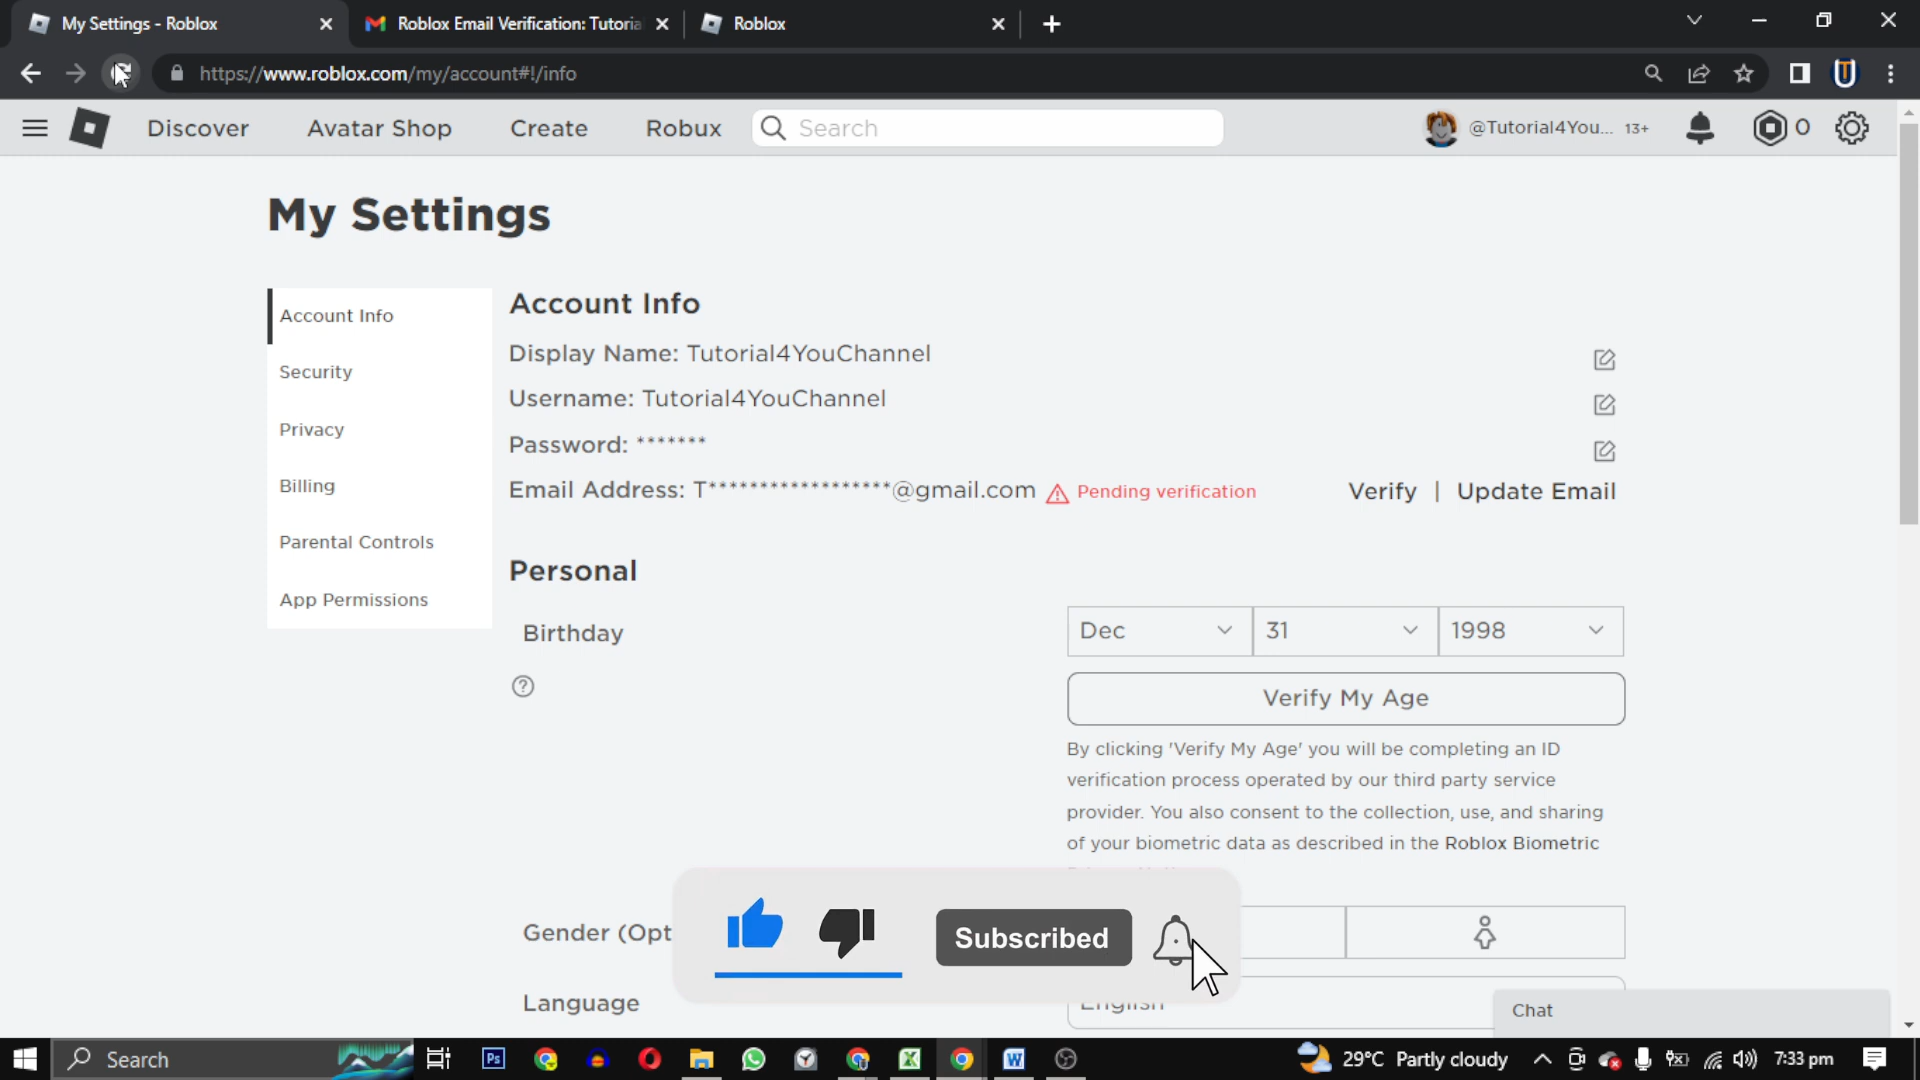 My Settings - Roblox
Roblox Email Verification: Tutoria
Roblox
https://www.roblox.com/my/account#!/info
Discover
Avatar Shop
Create
Robux
Search
@Tutorial4You... 13+
0
My Settings
Account Info
Security
Privacy
Billing
Parental Controls
App Permissions
Account Info
Display Name: Tutorial4YouChannel
Username: Tutorial4YouChannel
Password: *******
Email Address: T******************@gmail.com
Pending verification
Verify | Update Email
Personal
Birthday
Dec
31
1998
Verify My Age
By clicking 'Verify My Age' you will be completing an ID
verification process operated by our third party service
provider. You also consent to the collection, use, and sharing
of your biometric data as described in the Roblox Biometric
Gender (Opt
Subscribed
Language
English
Chat
Search
29°C Partly cloudy
7:33 pm